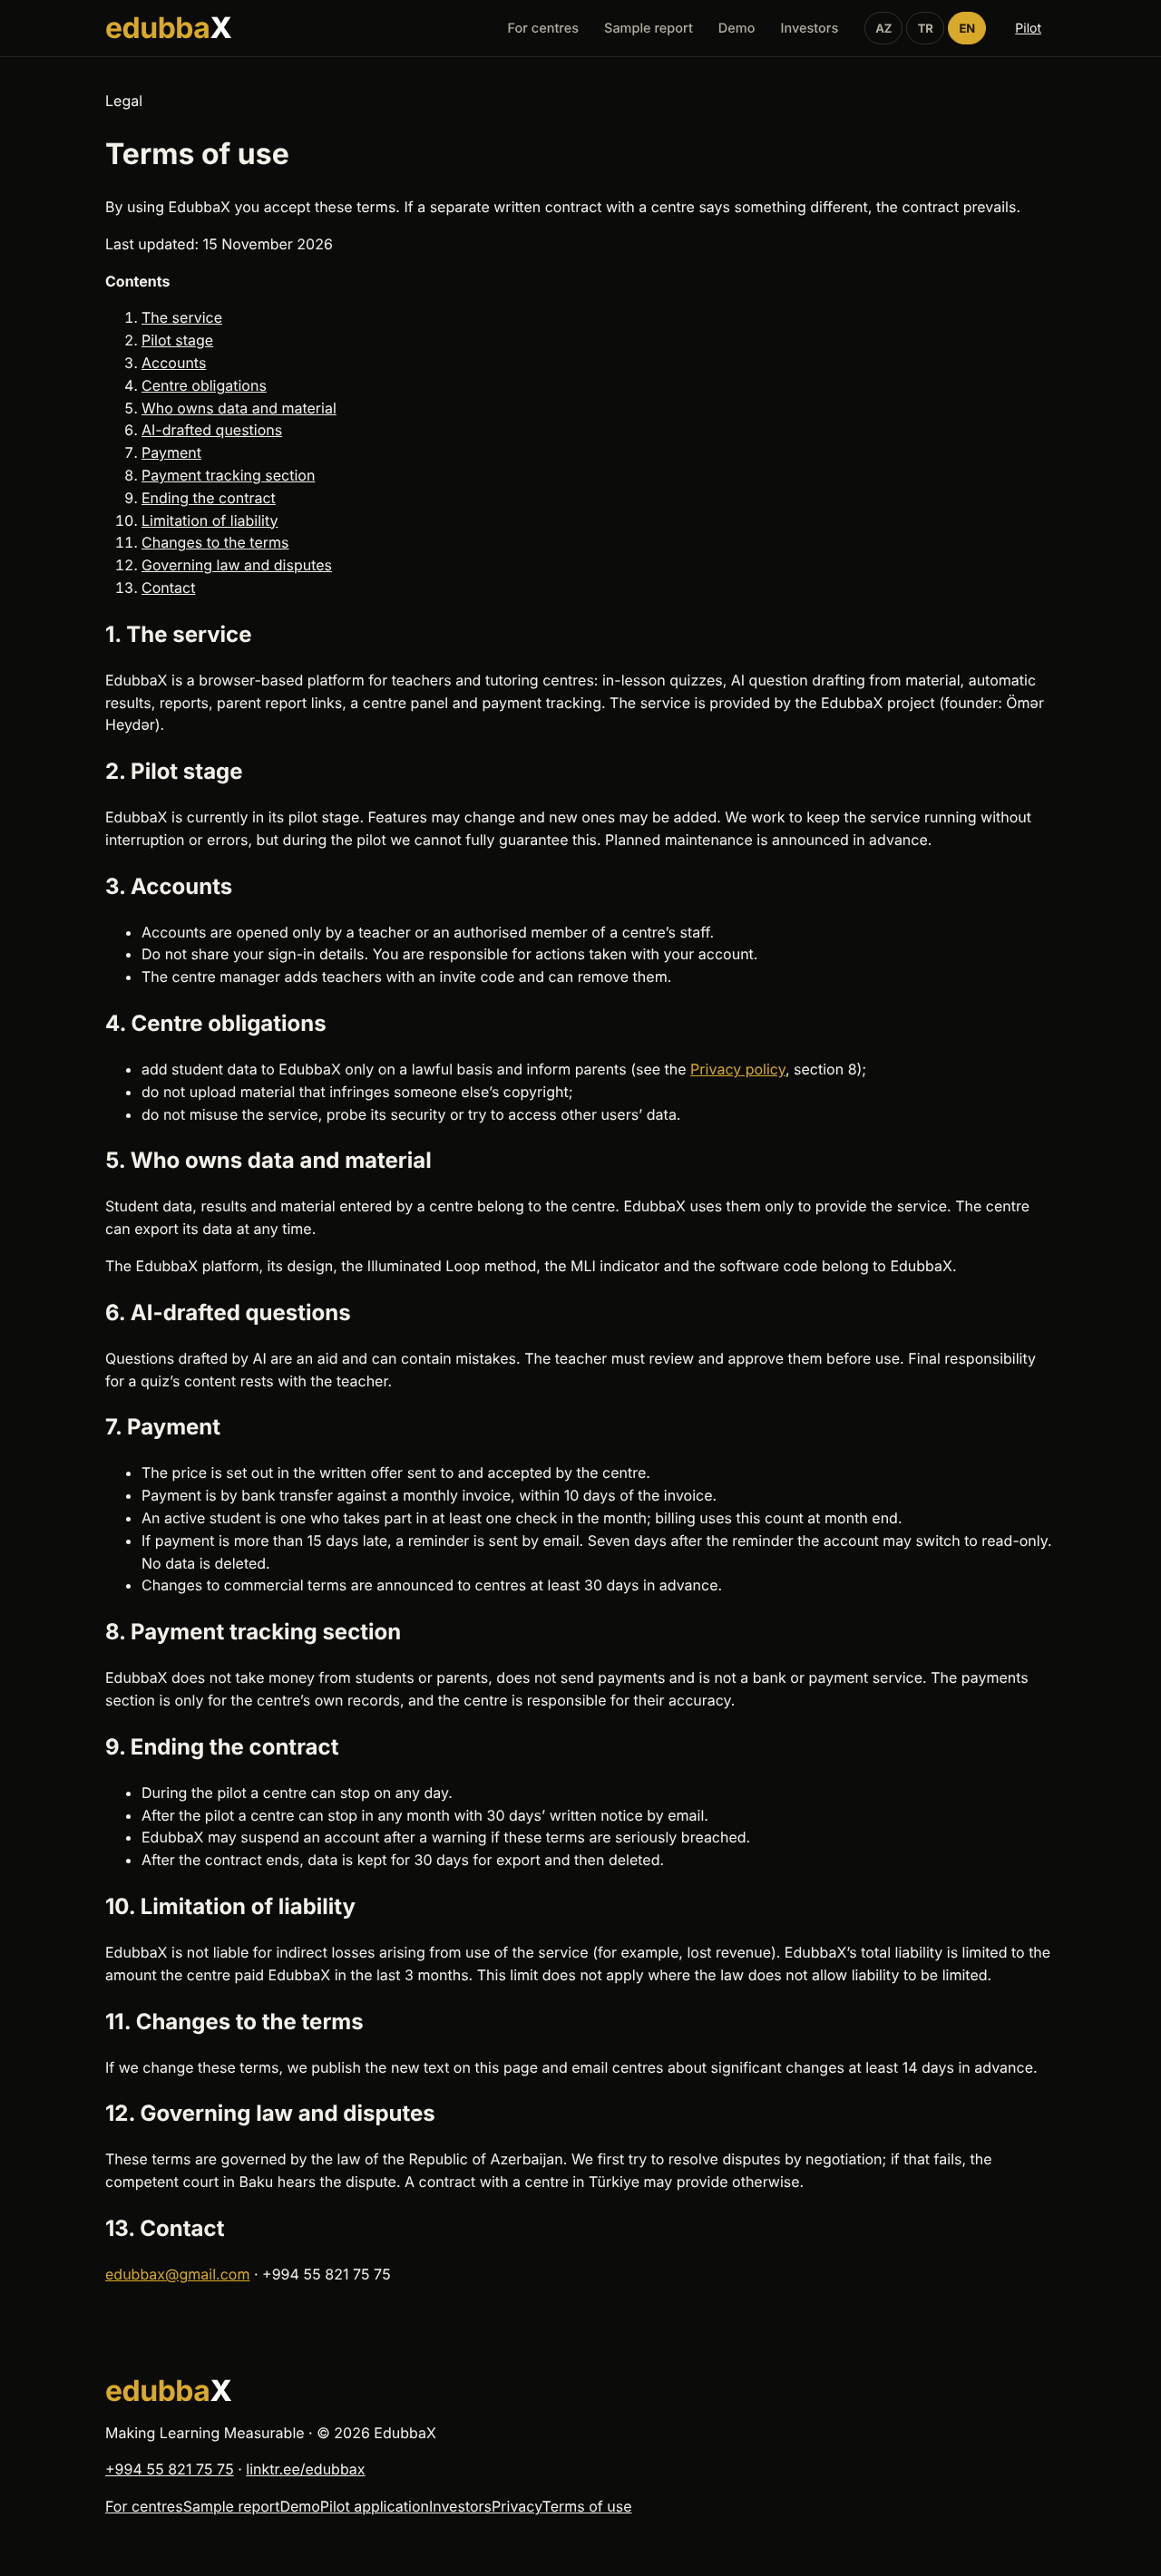 edubbaX
For centres Sample report Demo Investors AZ TR EN Pilot
Legal
Terms of use
By using EdubbaX you accept these terms. If a separate written contract with a centre says something different, the contract prevails.
Last updated: 15 November 2026
Contents
1. The service
2. Pilot stage
3. Accounts
4. Centre obligations
5. Who owns data and material
6. AI-drafted questions
7. Payment
8. Payment tracking section
9. Ending the contract
10. Limitation of liability
11. Changes to the terms
12. Governing law and disputes
13. Contact
1. The service
EdubbaX is a browser-based platform for teachers and tutoring centres: in-lesson quizzes, AI question drafting from material, automatic
results, reports, parent report links, a centre panel and payment tracking. The service is provided by the EdubbaX project (founder: Ömər
Heydər).
2. Pilot stage
EdubbaX is currently in its pilot stage. Features may change and new ones may be added. We work to keep the service running without
interruption or errors, but during the pilot we cannot fully guarantee this. Planned maintenance is announced in advance.
3. Accounts
• Accounts are opened only by a teacher or an authorised member of a centre’s staff.
• Do not share your sign-in details. You are responsible for actions taken with your account.
• The centre manager adds teachers with an invite code and can remove them.
4. Centre obligations
• add student data to EdubbaX only on a lawful basis and inform parents (see the Privacy policy, section 8);
• do not upload material that infringes someone else’s copyright;
• do not misuse the service, probe its security or try to access other users’ data.
5. Who owns data and material
Student data, results and material entered by a centre belong to the centre. EdubbaX uses them only to provide the service. The centre
can export its data at any time.
The EdubbaX platform, its design, the Illuminated Loop method, the MLI indicator and the software code belong to EdubbaX.
6. AI-drafted questions
Questions drafted by AI are an aid and can contain mistakes. The teacher must review and approve them before use. Final responsibility
for a quiz’s content rests with the teacher.
7. Payment
• The price is set out in the written offer sent to and accepted by the centre.
• Payment is by bank transfer against a monthly invoice, within 10 days of the invoice.
• An active student is one who takes part in at least one check in the month; billing uses this count at month end.
• If payment is more than 15 days late, a reminder is sent by email. Seven days after the reminder the account may switch to read-only.
No data is deleted.
• Changes to commercial terms are announced to centres at least 30 days in advance.
8. Payment tracking section
EdubbaX does not take money from students or parents, does not send payments and is not a bank or payment service. The payments
section is only for the centre’s own records, and the centre is responsible for their accuracy.
9. Ending the contract
• During the pilot a centre can stop on any day.
• After the pilot a centre can stop in any month with 30 days’ written notice by email.
• EdubbaX may suspend an account after a warning if these terms are seriously breached.
• After the contract ends, data is kept for 30 days for export and then deleted.
10. Limitation of liability
EdubbaX is not liable for indirect losses arising from use of the service (for example, lost revenue). EdubbaX’s total liability is limited to the
amount the centre paid EdubbaX in the last 3 months. This limit does not apply where the law does not allow liability to be limited.
11. Changes to the terms
If we change these terms, we publish the new text on this page and email centres about significant changes at least 14 days in advance.
12. Governing law and disputes
These terms are governed by the law of the Republic of Azerbaijan. We first try to resolve disputes by negotiation; if that fails, the
competent court in Baku hears the dispute. A contract with a centre in Türkiye may provide otherwise.
13. Contact
edubbax@gmail.com · +994 55 821 75 75
edubbaX
Making Learning Measurable · © 2026 EdubbaX
+994 55 821 75 75 · linktr.ee/edubbax
For centresSample reportDemoPilot applicationInvestorsPrivacyTerms of use